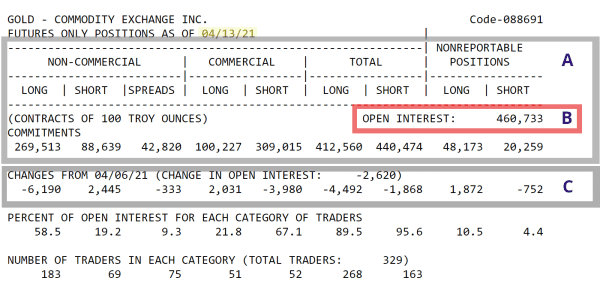 GOLD - COMMODITY EXCHANGE INC. Code-088691
FUTURES ONLY POSITIONS AS OF 04/13/21 |
--------------------------------------------------------------| NONREPORTABLE
NON-COMMERCIAL | COMMERCIAL | TOTAL | POSITIONS A
--------------------------|-----------------|-----------------|-----------------
LONG | SHORT |SPREADS | LONG | SHORT | LONG | SHORT | LONG | SHORT
--------------------------------------------------------------------------------
(CONTRACTS OF 100 TROY OUNCES) OPEN INTEREST: 460,733 B
COMMITMENTS
269,513 88,639 42,820 100,227 309,015 412,560 440,474 48,173 20,259
CHANGES FROM 04/06/21 (CHANGE IN OPEN INTEREST: -2,620)
-6,190 2,445 -333 2,031 -3,980 -4,492 -1,868 1,872 -752 C
PERCENT OF OPEN INTEREST FOR EACH CATEGORY OF TRADERS
58.5 19.2 9.3 21.8 67.1 89.5 95.6 10.5 4.4
NUMBER OF TRADERS IN EACH CATEGORY (TOTAL TRADERS: 329)
183 69 75 51 52 268 163